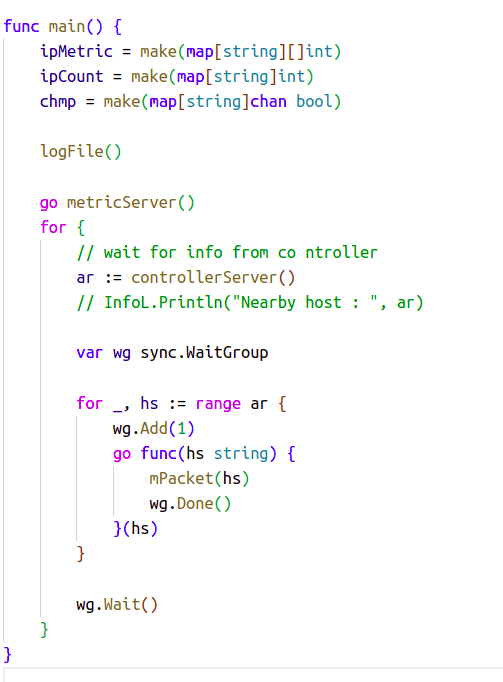 func main() {
    ipMetric = make(map[string][]int)
    ipCount = make(map[string]int)
    chmp = make(map[string]chan bool)

    logFile()

    go metricServer()
    for {
        // wait for info from co ntroller
        ar := controllerServer()
        // InfoL.Println("Nearby host : ", ar)

        var wg sync.WaitGroup

        for _, hs := range ar {
            wg.Add(1)
            go func(hs string) {
                mPacket(hs)
                wg.Done()
            }(hs)
        }

        wg.Wait()
    }
}